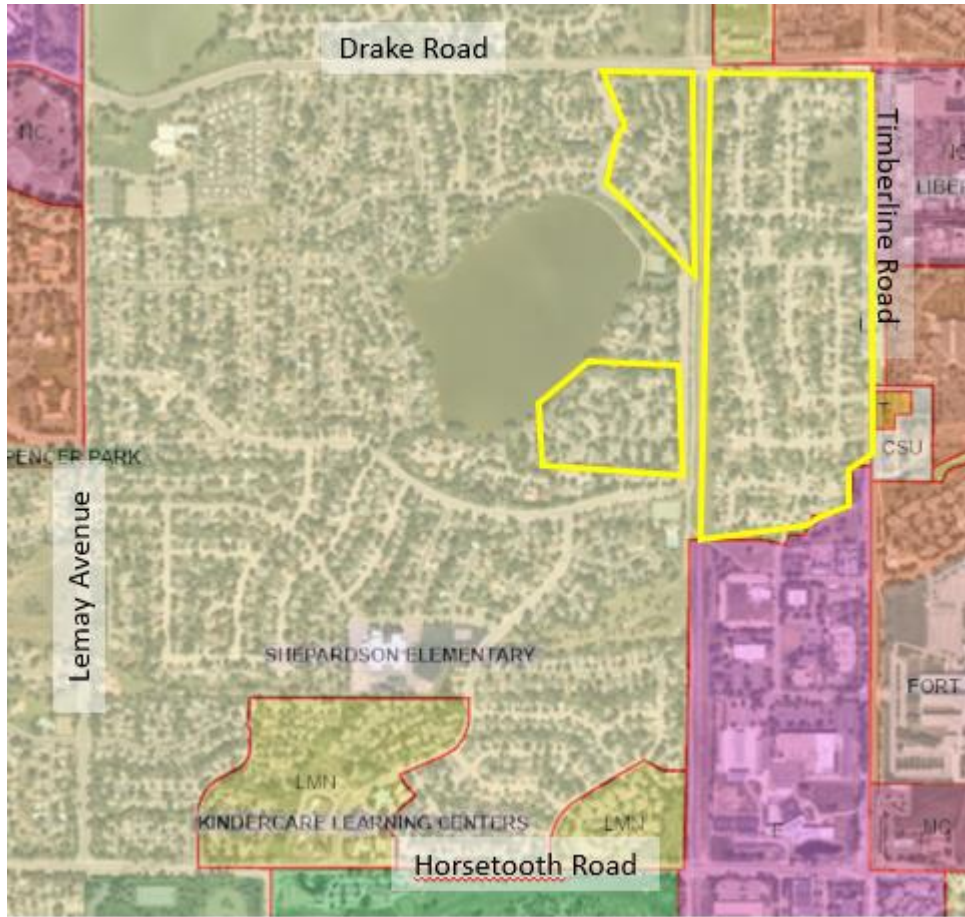 Drake Road
NC
Timberline Road
LIBER
CSU
PENCER PARK
Lemay Avenue
SHEPARDSON ELEMENTARY
FORT
LMN
KINDERCARE LEARNING CENTERS
LMN
E
NC
Horsetooth Road